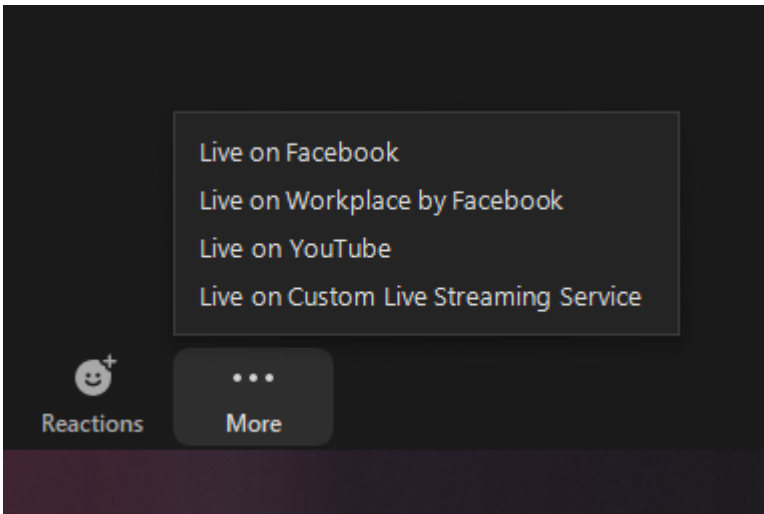 Live on Facebook
Live on Workplace by Facebook
Live on YouTube
Live on Custom Live Streaming Service
Reactions
More